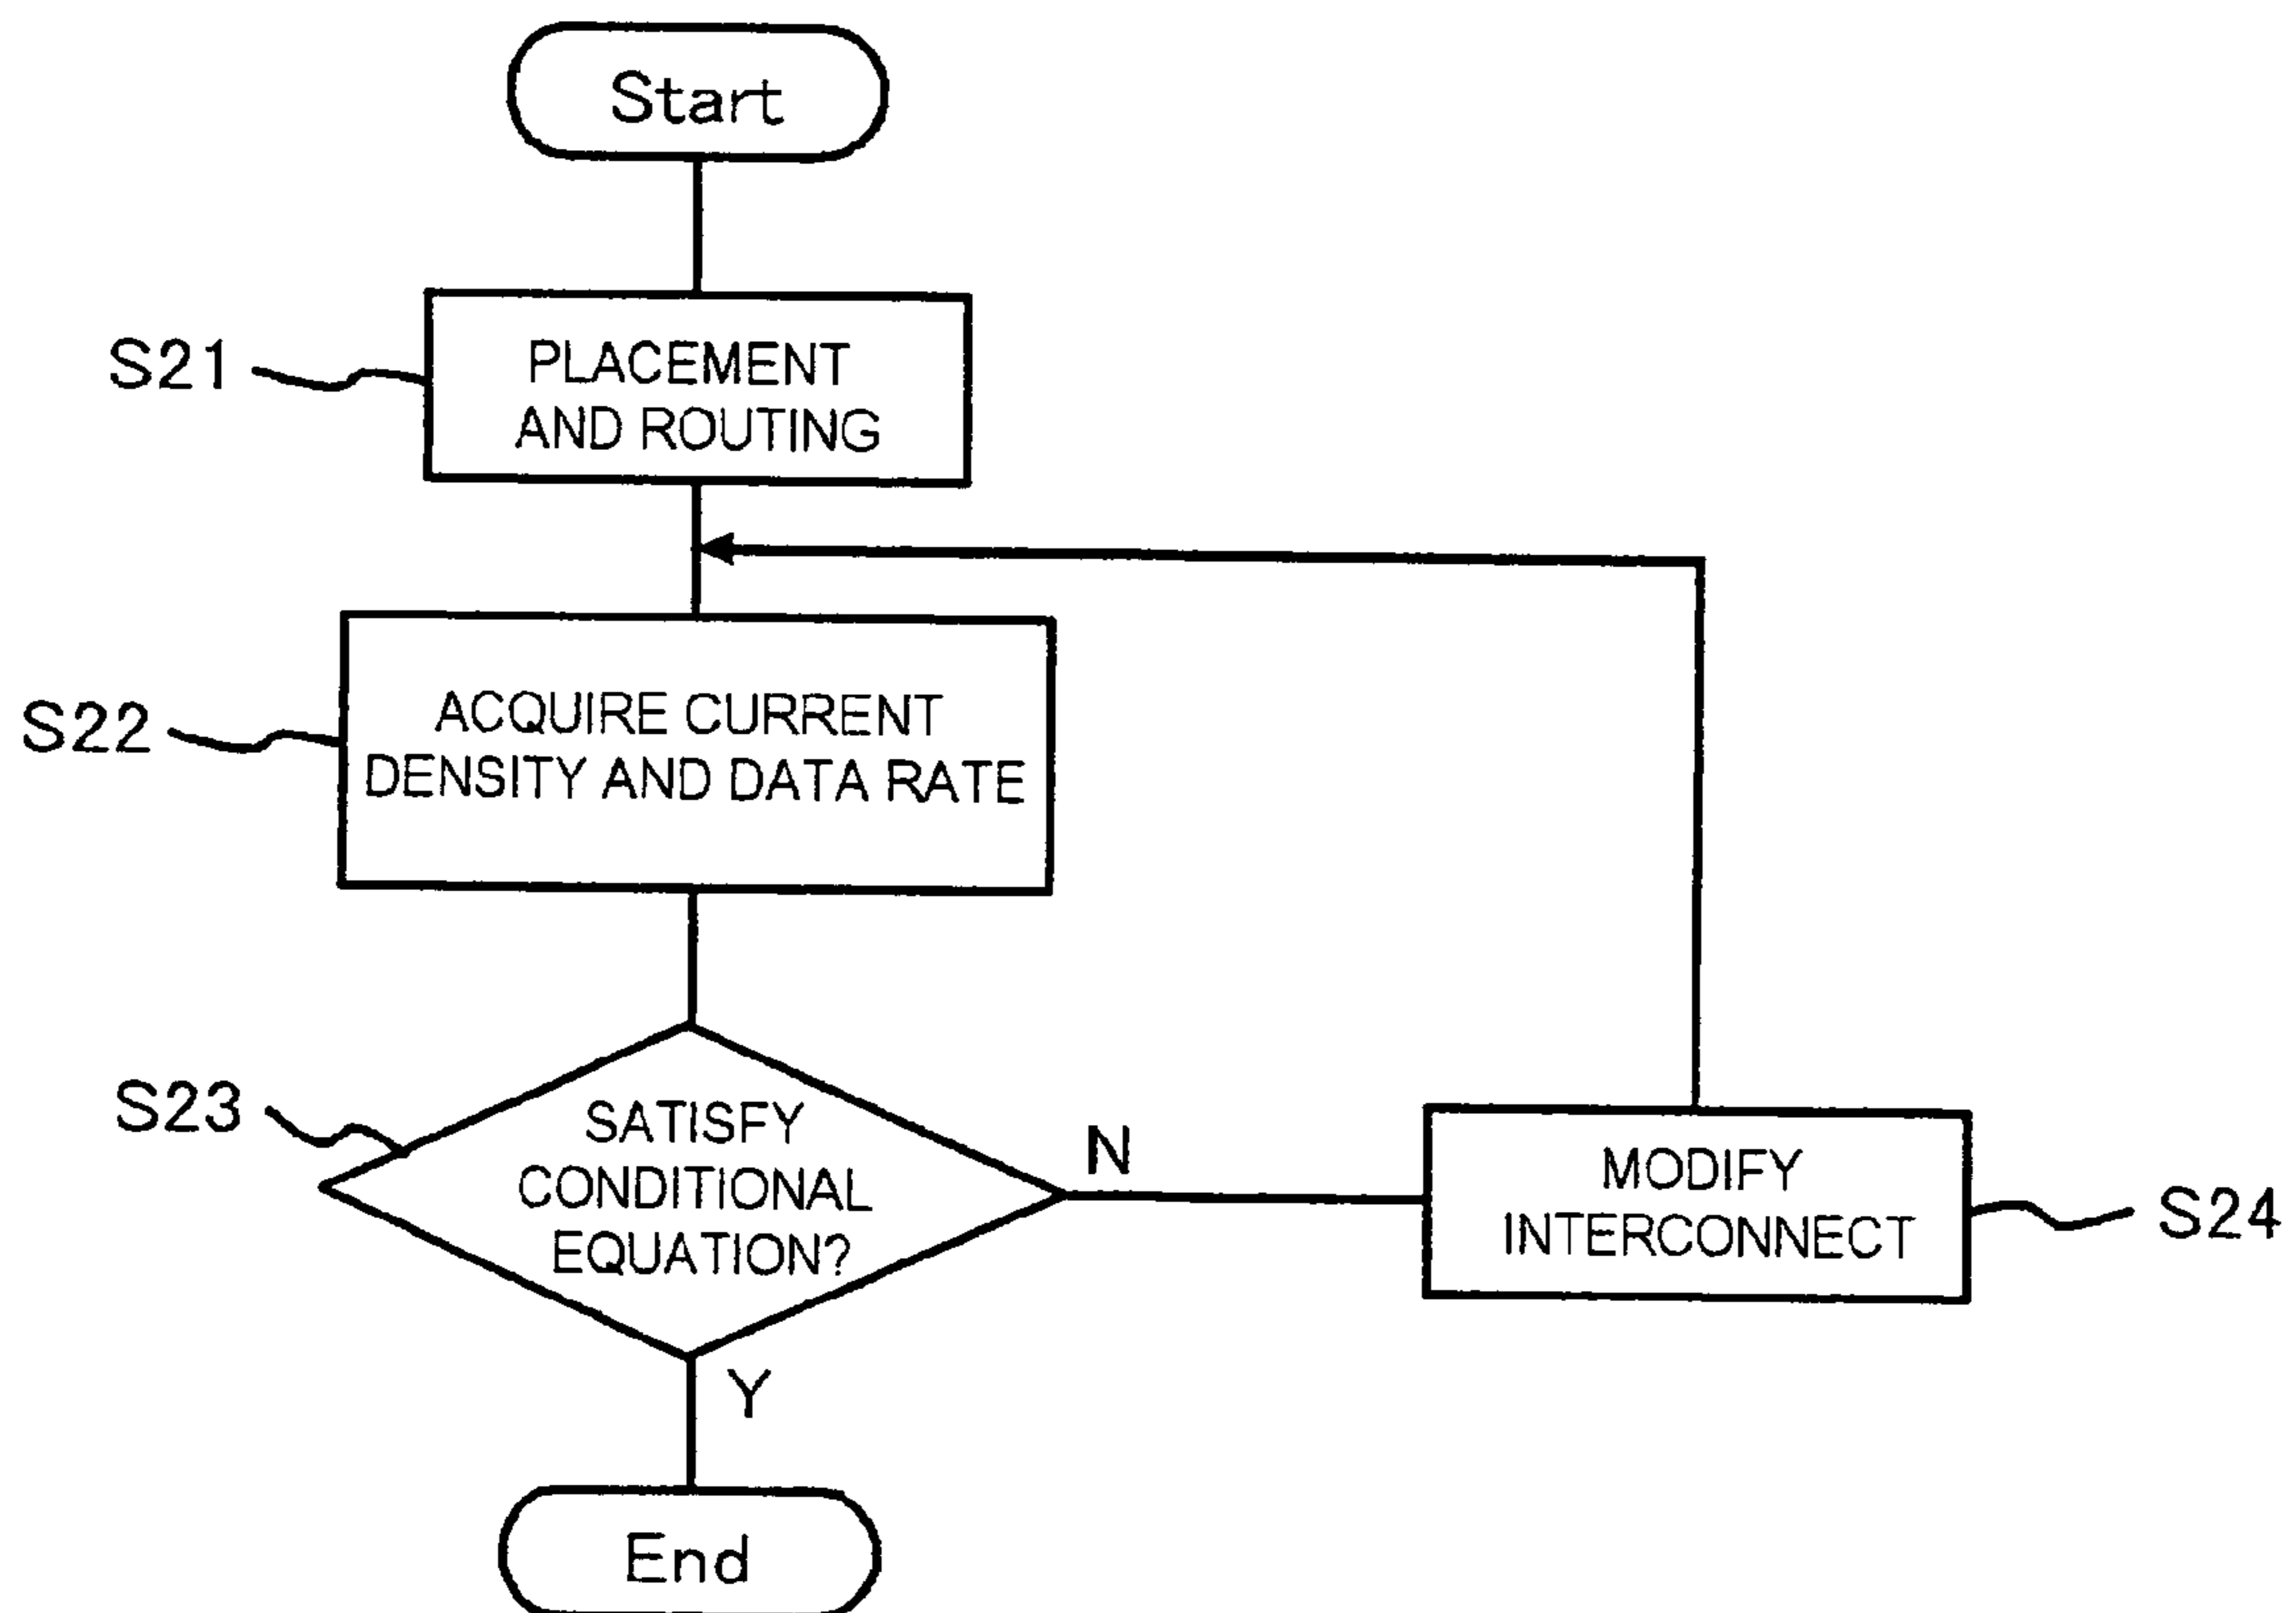 Start
S21
PLACEMENT
AND ROUTING
S22
ACQUIRE CURRENT
DENSITY AND DATA RATE
S23
SATISFY
CONDITIONAL
EQUATION?
N
MODIFY
INTERCONNECT
S24
Y
End